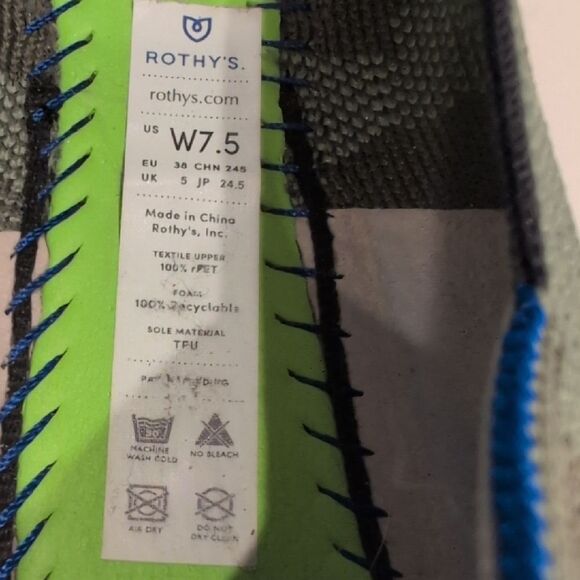 ROTHY'S.
rothys.com
US W7.5
EU 38 CHN 245
UK 5 JP 24.5
Made in China
Rothy's, Inc.
TEXTILE UPPER
100% rPET
FOAM
100% Recyclable
SOLE MATERIAL
TPU
30
MACHINE WASH COLD
NO BLEACH
AIR DRY
DO NOT DRY CLEAN